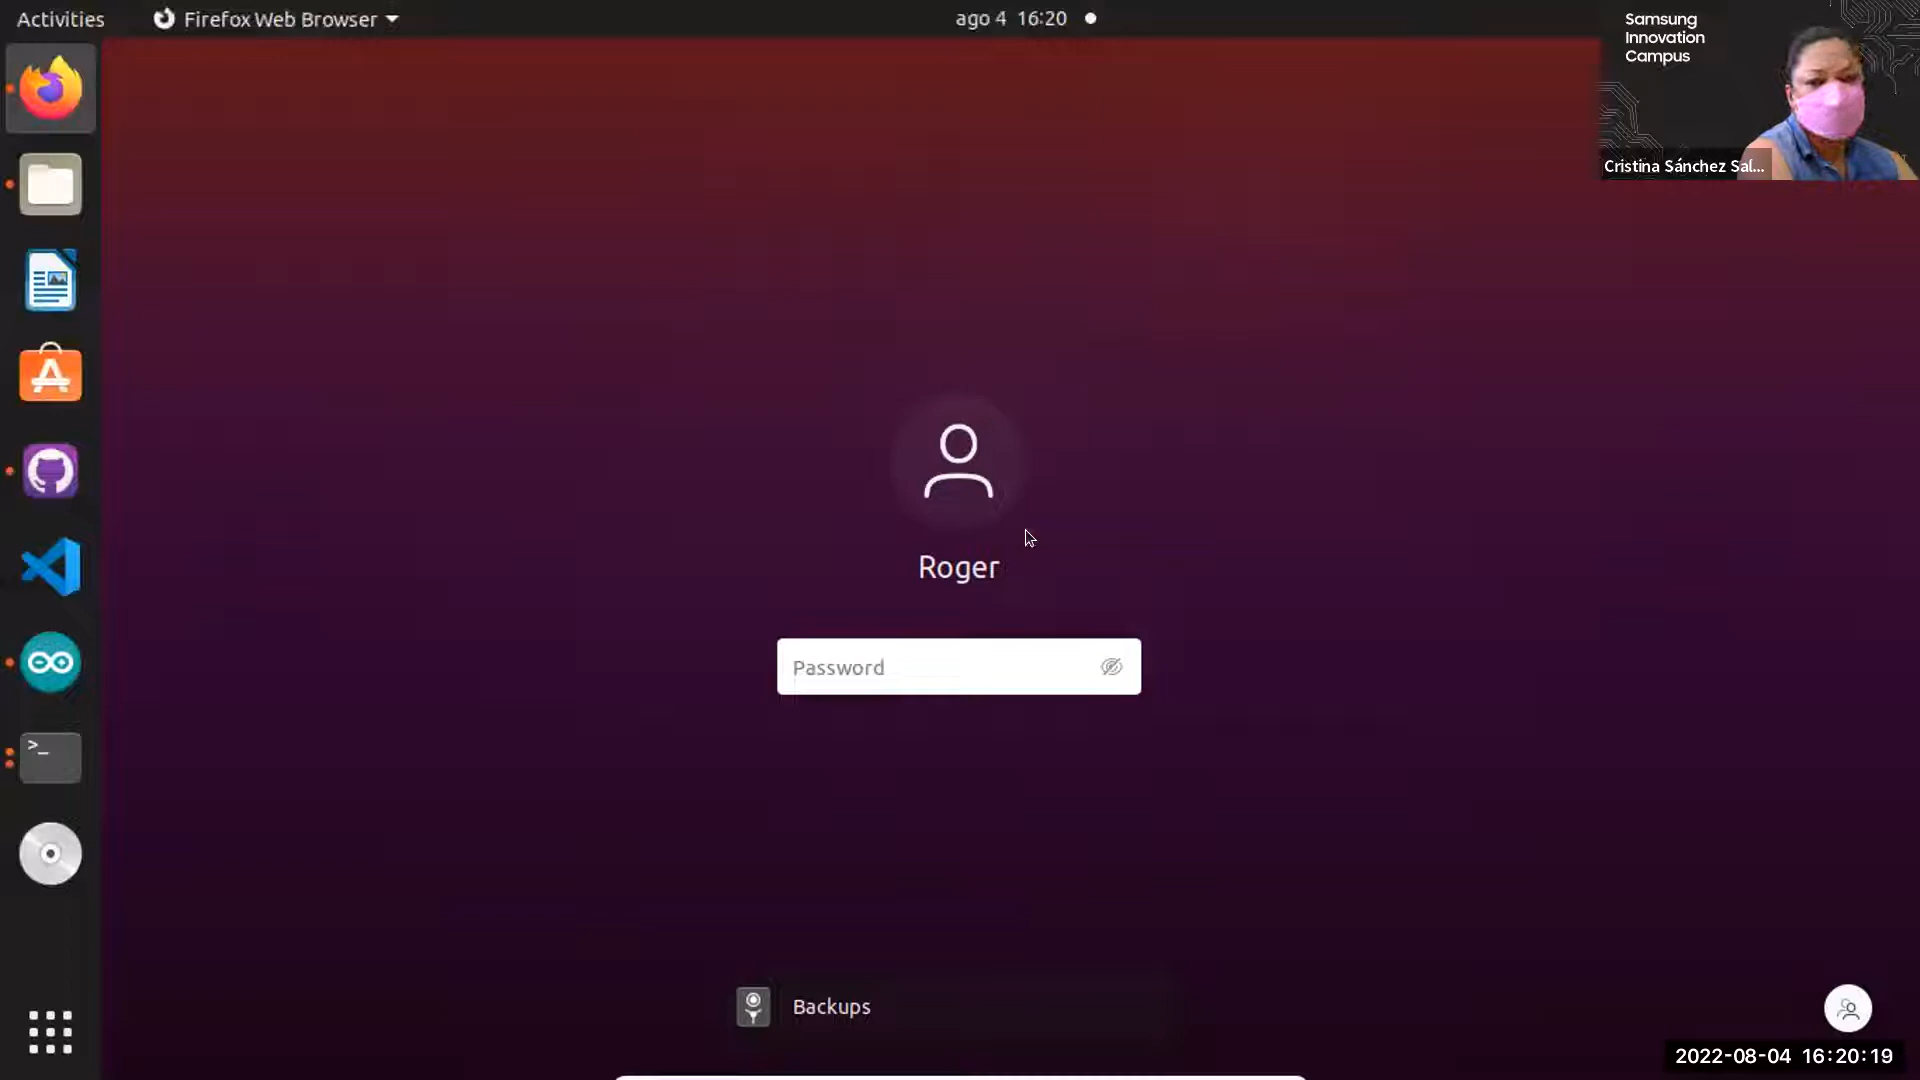 Activities
Firefox Web Browser
ago 4 16:20
Samsung
Innovation
Campus
Cristina Sánchez Sal...
Roger
Password
>_
Backups
2022-08-04 16:20:19